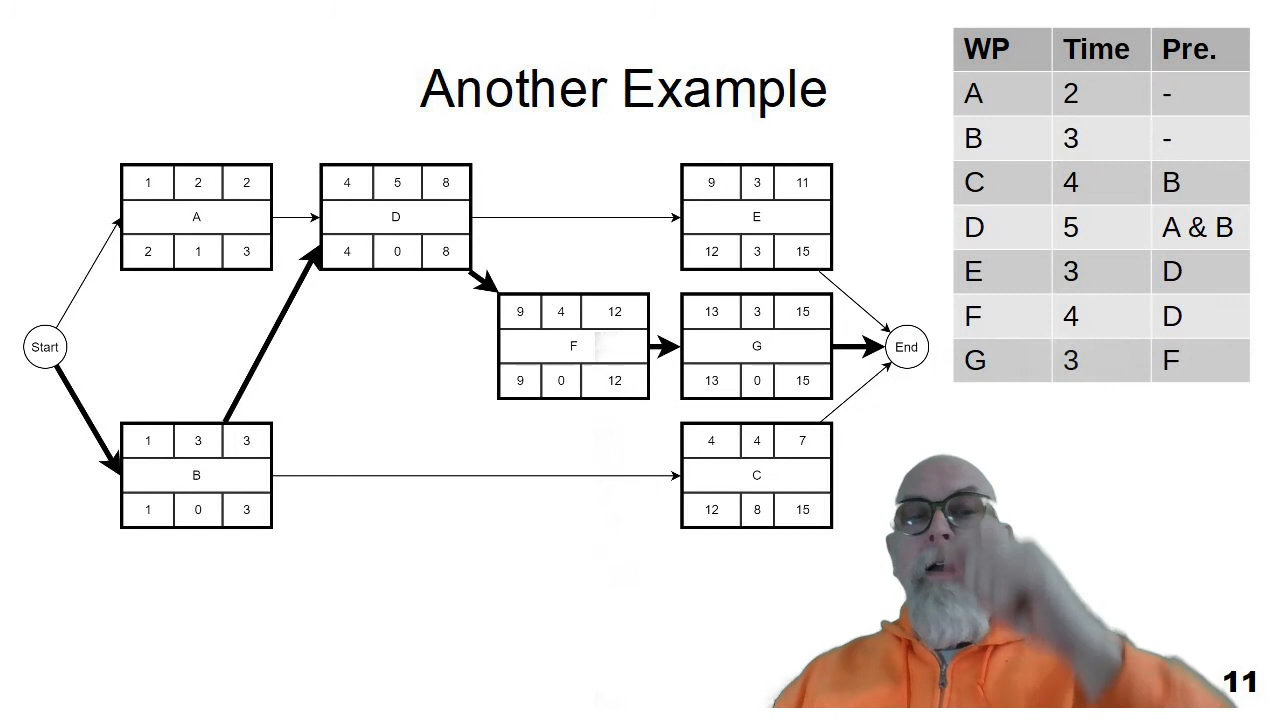 Another Example
WP Time Pre.
A 2 -
B 3 -
C 4 B
D 5 A & B
E 3 D
F 4 D
G 3 F
1 2 2
A
2 1 3
4 5 8
D
4 0 8
9 3 11
E
12 3 15
9 4 12
F
9 0 12
13 3 15
G
13 0 15
Start
End
1 3 3
B
1 0 3
4 4 7
C
12 8 15
11